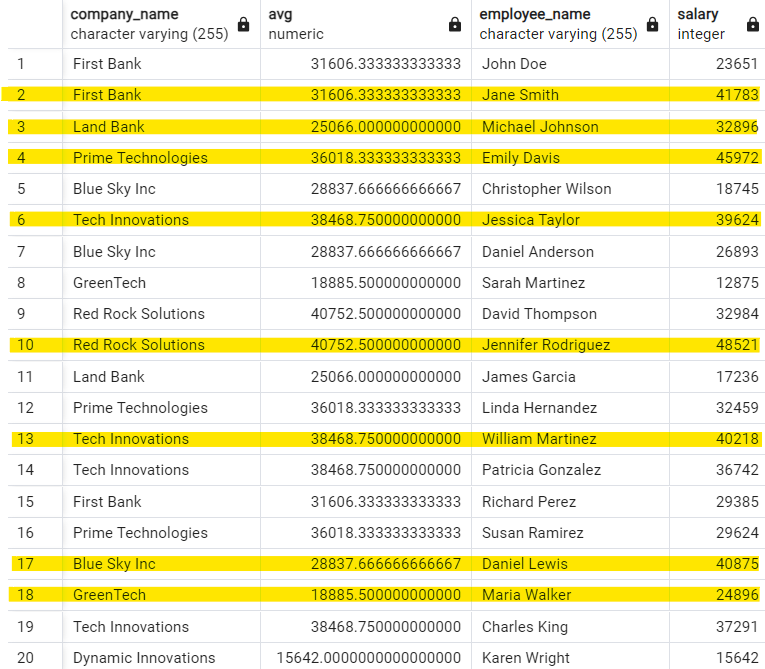 company_name avg employee_name salary
character varying (255) numeric character varying (255) integer
1 First Bank 31606.333333333333 John Doe 23651
2 First Bank 31606.333333333333 Jane Smith 41783
3 Land Bank 25066.000000000000 Michael Johnson 32896
4 Prime Technologies 36018.333333333333 Emily Davis 45972
5 Blue Sky Inc 28837.666666666667 Christopher Wilson 18745
6 Tech Innovations 38468.750000000000 Jessica Taylor 39624
7 Blue Sky Inc 28837.666666666667 Daniel Anderson 26893
8 GreenTech 18885.500000000000 Sarah Martinez 12875
9 Red Rock Solutions 40752.500000000000 David Thompson 32984
10 Red Rock Solutions 40752.500000000000 Jennifer Rodriguez 48521
11 Land Bank 25066.000000000000 James Garcia 17236
12 Prime Technologies 36018.333333333333 Linda Hernandez 32459
13 Tech Innovations 38468.750000000000 William Martinez 40218
14 Tech Innovations 38468.750000000000 Patricia Gonzalez 36742
15 First Bank 31606.333333333333 Richard Perez 29385
16 Prime Technologies 36018.333333333333 Susan Ramirez 29624
17 Blue Sky Inc 28837.666666666667 Daniel Lewis 40875
18 GreenTech 18885.500000000000 Maria Walker 24896
19 Tech Innovations 38468.750000000000 Charles King 37291
20 Dynamic Innovations 15642.0000000000000000 Karen Wright 15642